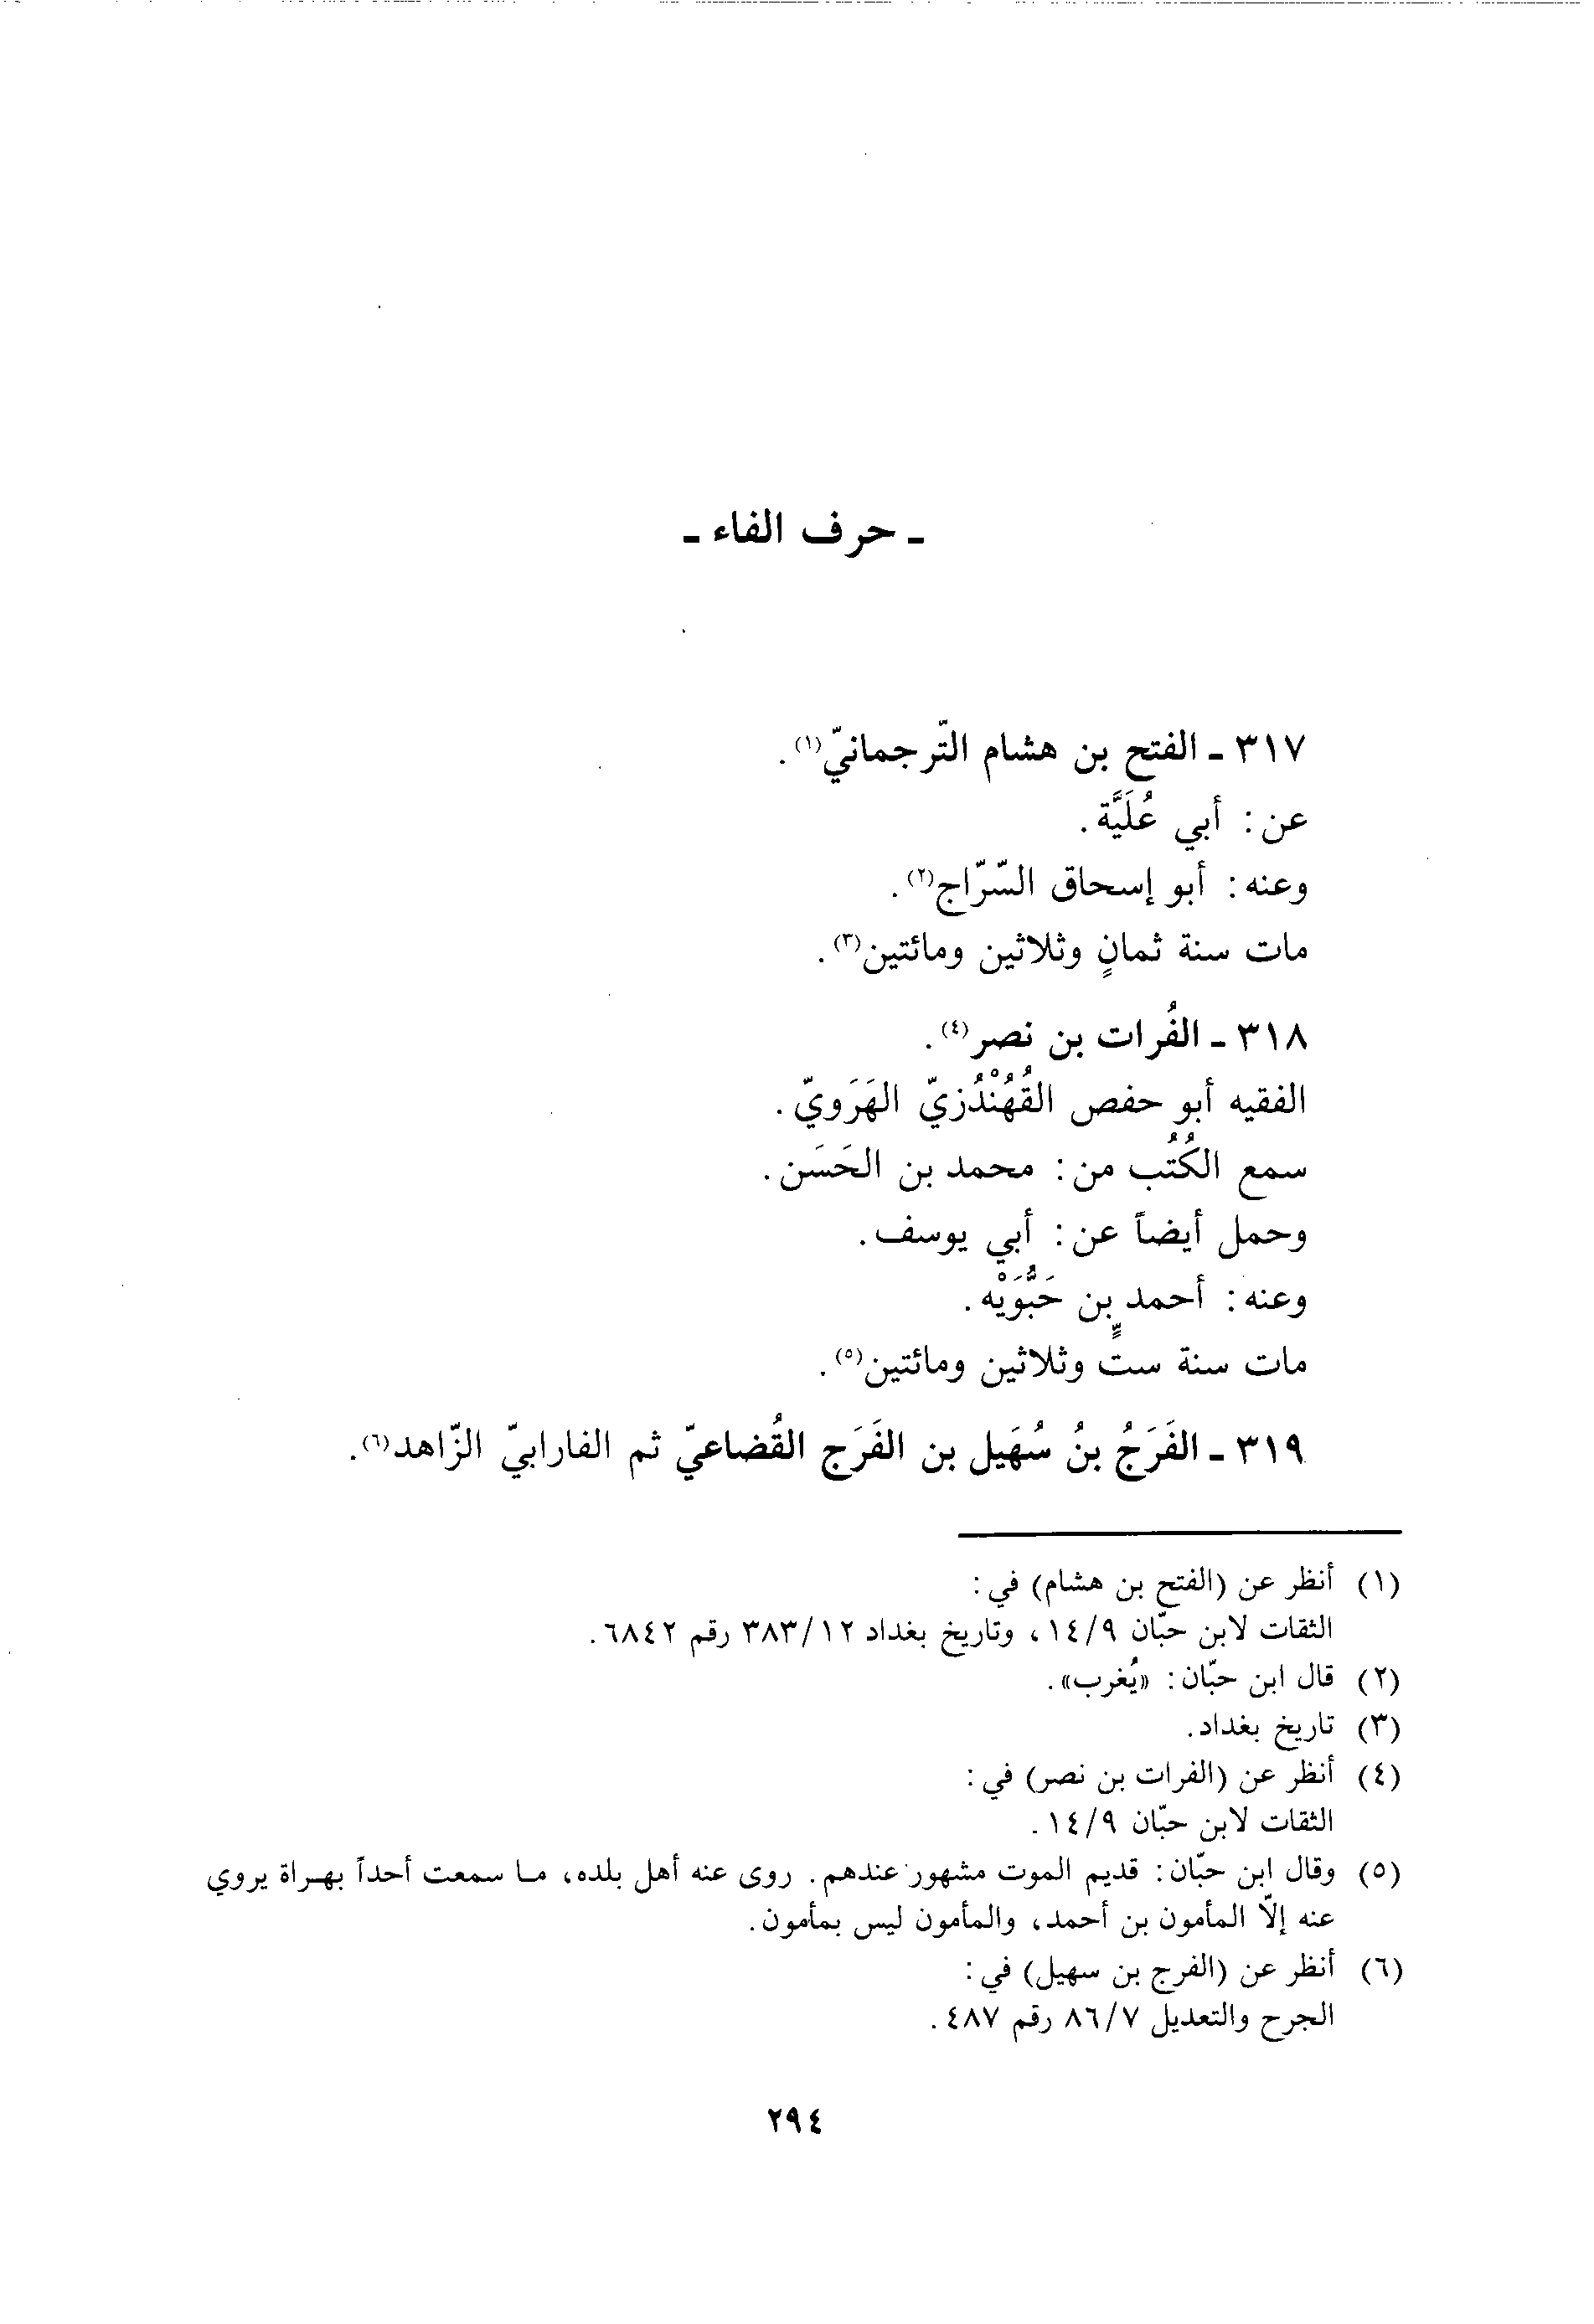 ـ حرف الفاء ـ
٣١٧ ـ الفتح بن هشام التّرجمانيّ(١).
عن: أبي عُلَيَّة.
وعنه: أبو إسحاق السّرّاج(٢).
مات سنة ثمانٍ وثلاثين ومائتين(٣).
٣١٨ ـ الفُرات بن نصر(٤).
الفقيه أبو حفص القُهُنْدُزيّ الهَرَويّ.
سمع الكُتُب من: محمد بن الحَسَن.
وحمل أيضاً عن: أبي يوسف.
وعنه: أحمد بن حَبُّوَيْه.
مات سنة ستٍّ وثلاثين ومائتين(٥).
٣١٩ ـ الفَرَجُ بنُ سُهَيل بن الفَرَج القُضاعيّ ثم الفارابيّ الزّاهد(٦).
(١) أنظر عن (الفتح بن هشام) في:
الثقات لابن حبّان ١٤/٩، وتاريخ بغداد ٣٨٣/١٢ رقم ٦٨٤٢.
(٢) قال ابن حبّان: «يُغرب».
(٣) تاريخ بغداد.
(٤) أنظر عن (الفرات بن نصر) في:
الثقات لابن حبّان ١٤/٩.
(٥) وقال ابن حبّان: قديم الموت مشهور عندهم. روى عنه أهل بلده، ما سمعت أحداً بهراة يروي
عنه إلّا المأمون بن أحمد، والمأمون ليس بمأمون.
(٦) أنظر عن (الفرج بن سهيل) في:
الجرح والتعديل ٨٦/٧ رقم ٤٨٧.
٢٩٤